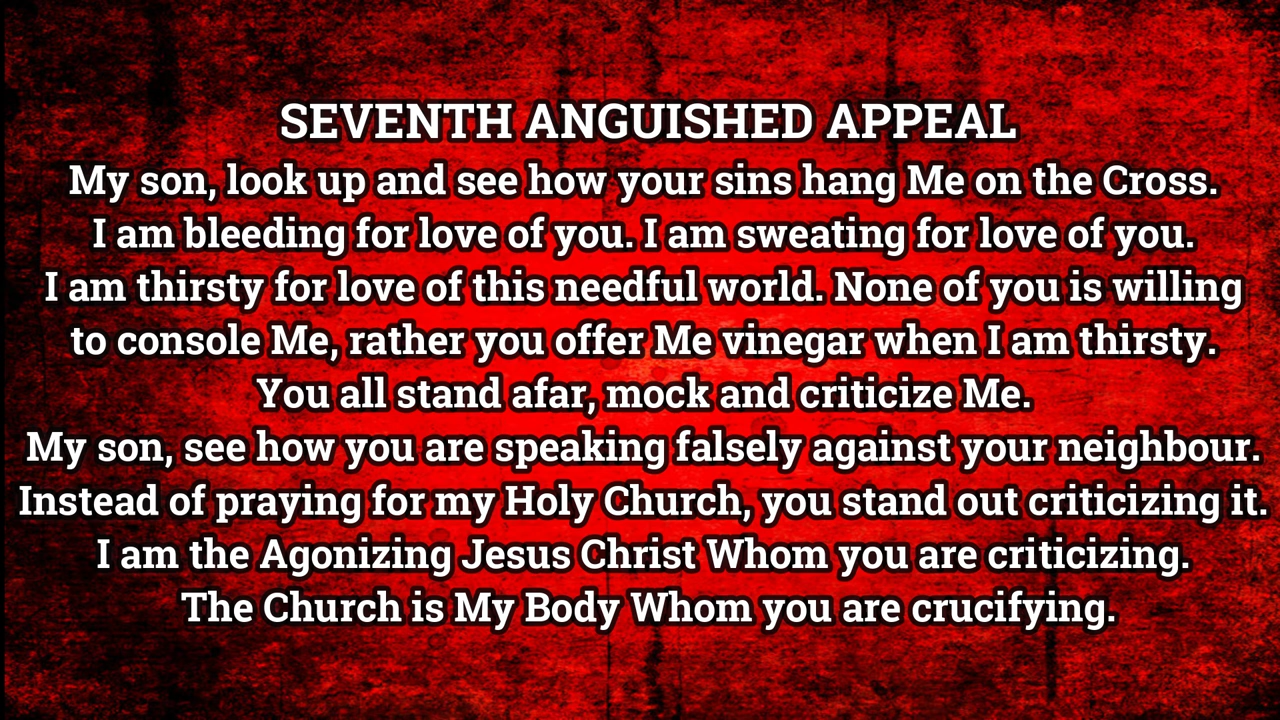 SEVENTH ANGUISHED APPEAL
My son, look up and see how your sins hang Me on the Cross.
I am bleeding for love of you. I am sweating for love of you.
I am thirsty for love of this needful world. None of you is willing
to console Me, rather you offer Me vinegar when I am thirsty.
You all stand afar, mock and criticize Me.
My son, see how you are speaking falsely against your neighbour.
Instead of praying for my Holy Church, you stand out criticizing it.
I am the Agonizing Jesus Christ Whom you are criticizing.
The Church is My Body Whom you are crucifying.